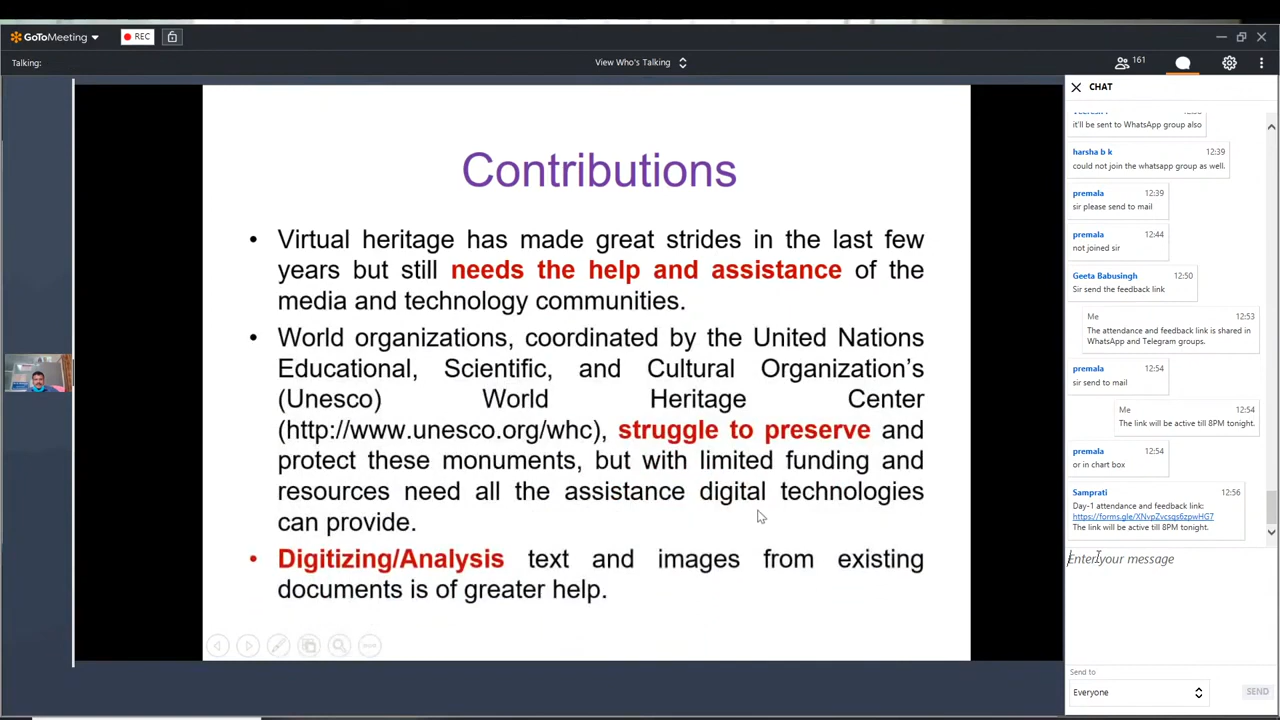 GoToMeeting
REC
Talking:
View Who's Talking
161
CHAT
it'll be sent to WhatsApp group also
harsha b k 12:39
could not join the whatsapp group as well.
premala 12:39
sir please send to mail
premala 12:44
not joined sir
Geeta Babusingh 12:50
Sir send the feedback link
Me 12:53
The attendance and feedback link is shared in
WhatsApp and Telegram groups.
premala 12:54
sir send to mail
Me 12:54
The link will be active till 8PM tonight.
premala 12:54
or in chart box
Samprati 12:56
Day-1 attendance and feedback link:
https://forms.gle/XNvpZvcsqs6zpwHG7
The link will be active till 8PM tonight.
Enter your message
Send to
Everyone
SEND
Contributions
• Virtual heritage has made great strides in the last few
years but still needs the help and assistance of the
media and technology communities.
• World organizations, coordinated by the United Nations
Educational, Scientific, and Cultural Organization's
(Unesco) World Heritage Center
(http://www.unesco.org/whc), struggle to preserve and
protect these monuments, but with limited funding and
resources need all the assistance digital technologies
can provide.
• Digitizing/Analysis text and images from existing
documents is of greater help.